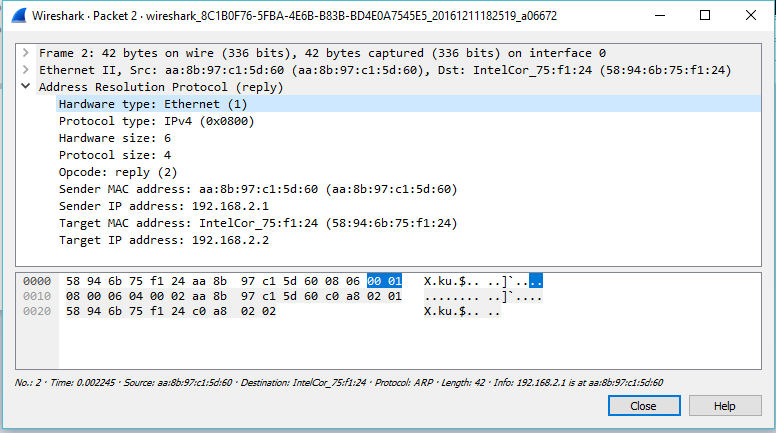 Wireshark · Packet 2 · wireshark_8C1B0F76-5FBA-4E6B-B83B-BD4E0A7545E5_20161211182519_a06672
Frame 2: 42 bytes on wire (336 bits), 42 bytes captured (336 bits) on interface 0
Ethernet II, Src: aa:8b:97:c1:5d:60 (aa:8b:97:c1:5d:60), Dst: IntelCor_75:f1:24 (58:94:6b:75:f1:24)
Address Resolution Protocol (reply)
Hardware type: Ethernet (1)
Protocol type: IPv4 (0x0800)
Hardware size: 6
Protocol size: 4
Opcode: reply (2)
Sender MAC address: aa:8b:97:c1:5d:60 (aa:8b:97:c1:5d:60)
Sender IP address: 192.168.2.1
Target MAC address: IntelCor_75:f1:24 (58:94:6b:75:f1:24)
Target IP address: 192.168.2.2
0000 58 94 6b 75 f1 24 aa 8b 97 c1 5d 60 08 06 00 01 X.ku.$.. ..]`....
0010 08 00 06 04 00 02 aa 8b 97 c1 5d 60 c0 a8 02 01 ........ ..]`....
0020 58 94 6b 75 f1 24 c0 a8 02 02 X.ku.$.. ..
No.: 2 · Time: 0.002245 · Source: aa:8b:97:c1:5d:60 · Destination: IntelCor_75:f1:24 · Protocol: ARP · Length: 42 · Info: 192.168.2.1 is at aa:8b:97:c1:5d:60
Close Help